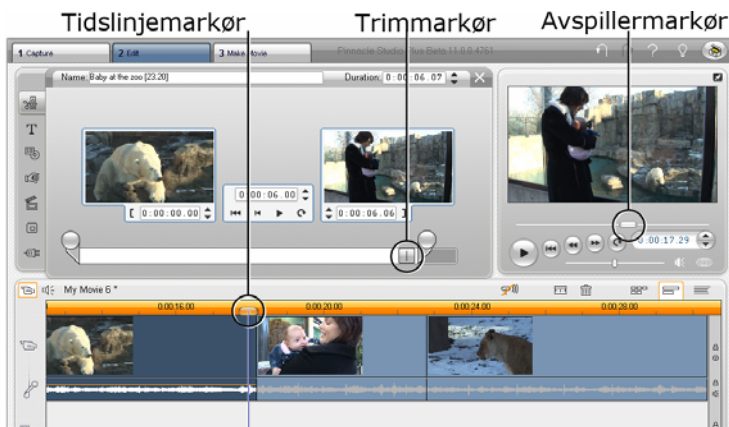 Tidslinjemarkør Trimmarkør Avspillermarkør
1 Capture 2 Edit 3 Make Movie Pinnacle Studio Plus Beta 11.0.0.4761
Name: Baby at the zoo [23.20] Duration: 0:00:06.07
T
0:00:06.00
[ 0:00:00.00 0:00:06.06 ]
0:00:17.29
My Movie 6 *
0:00:16.00 0:00:20.00 0:00:24.00 0:00:28.00